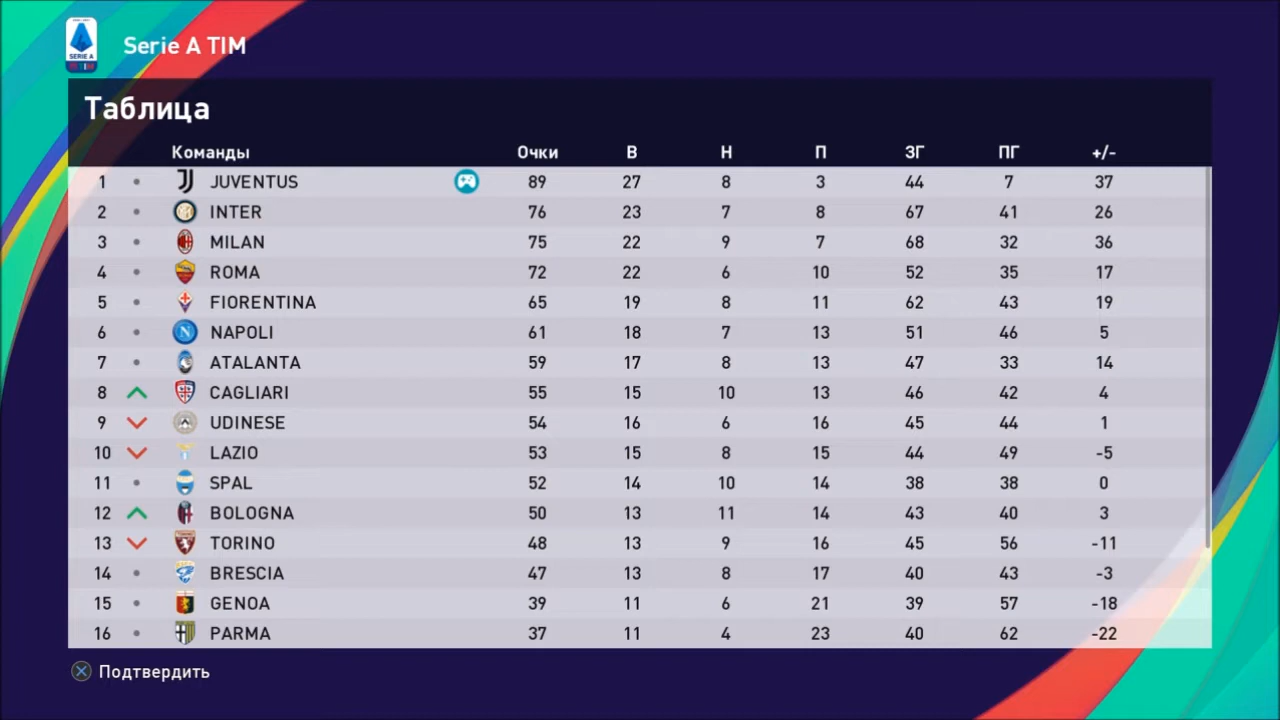 SERIE A
TIM
Serie A TIM
Таблица
Команды Очки В Н П ЗГ ПГ +/-
1 JUVENTUS 89 27 8 3 44 7 37
2 INTER 76 23 7 8 67 41 26
3 MILAN 75 22 9 7 68 32 36
4 ROMA 72 22 6 10 52 35 17
5 FIORENTINA 65 19 8 11 62 43 19
6 NAPOLI 61 18 7 13 51 46 5
7 ATALANTA 59 17 8 13 47 33 14
8 CAGLIARI 55 15 10 13 46 42 4
9 UDINESE 54 16 6 16 45 44 1
10 LAZIO 53 15 8 15 44 49 -5
11 SPAL 52 14 10 14 38 38 0
12 BOLOGNA 50 13 11 14 43 40 3
13 TORINO 48 13 9 16 45 56 -11
14 BRESCIA 47 13 8 17 40 43 -3
15 GENOA 39 11 6 21 39 57 -18
16 PARMA 37 11 4 23 40 62 -22
Подтвердить